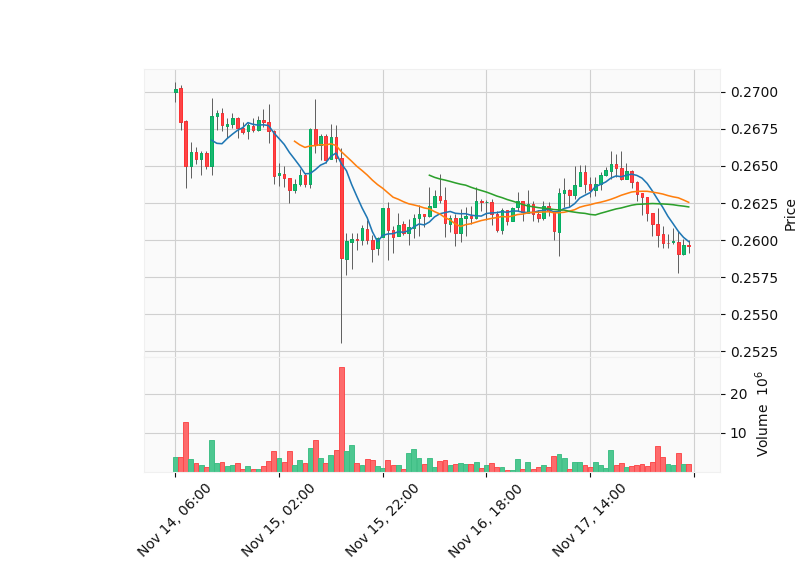 0.2700
0.2675
0.2650
0.2625
0.2600
0.2575
0.2550
0.2525
Price
20
10
Volume 10⁶
Nov 14, 06:00
Nov 15, 02:00
Nov 15, 22:00
Nov 16, 18:00
Nov 17, 14:00